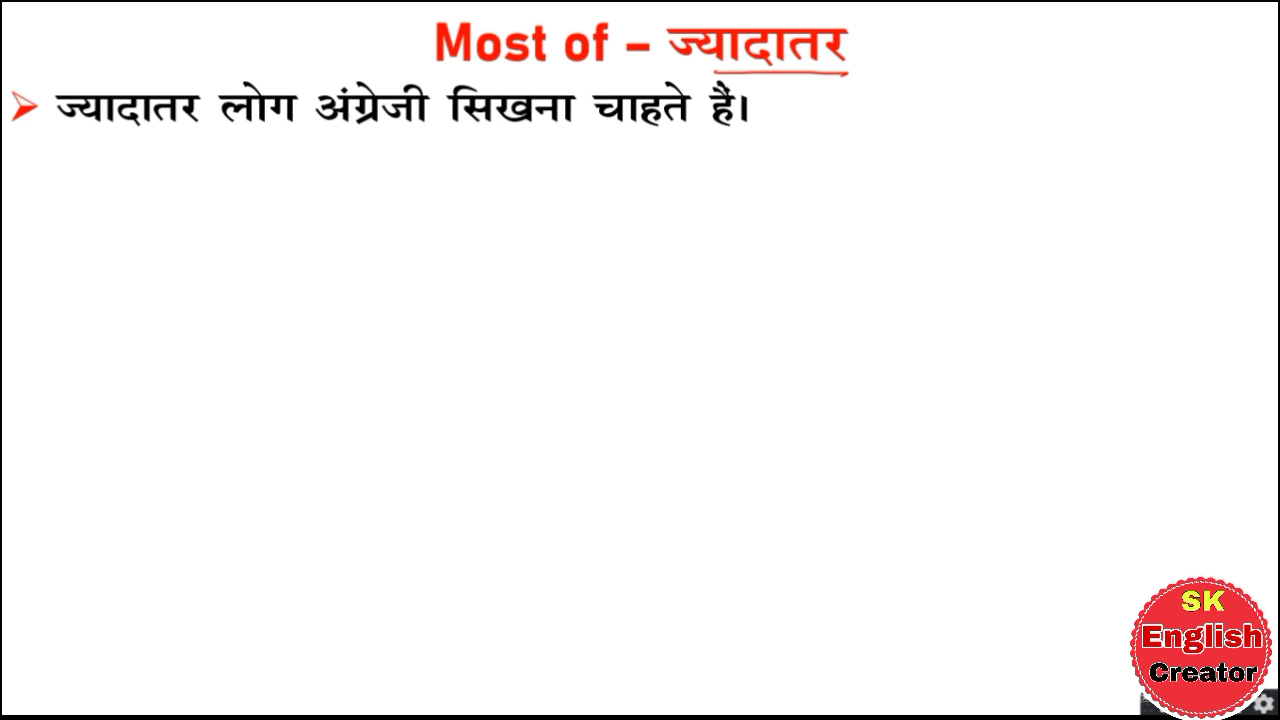 Most of – ज्यादातर
➢ ज्यादातर लोग अंग्रेजी सिखना चाहते हैं।
SK
English
Creator